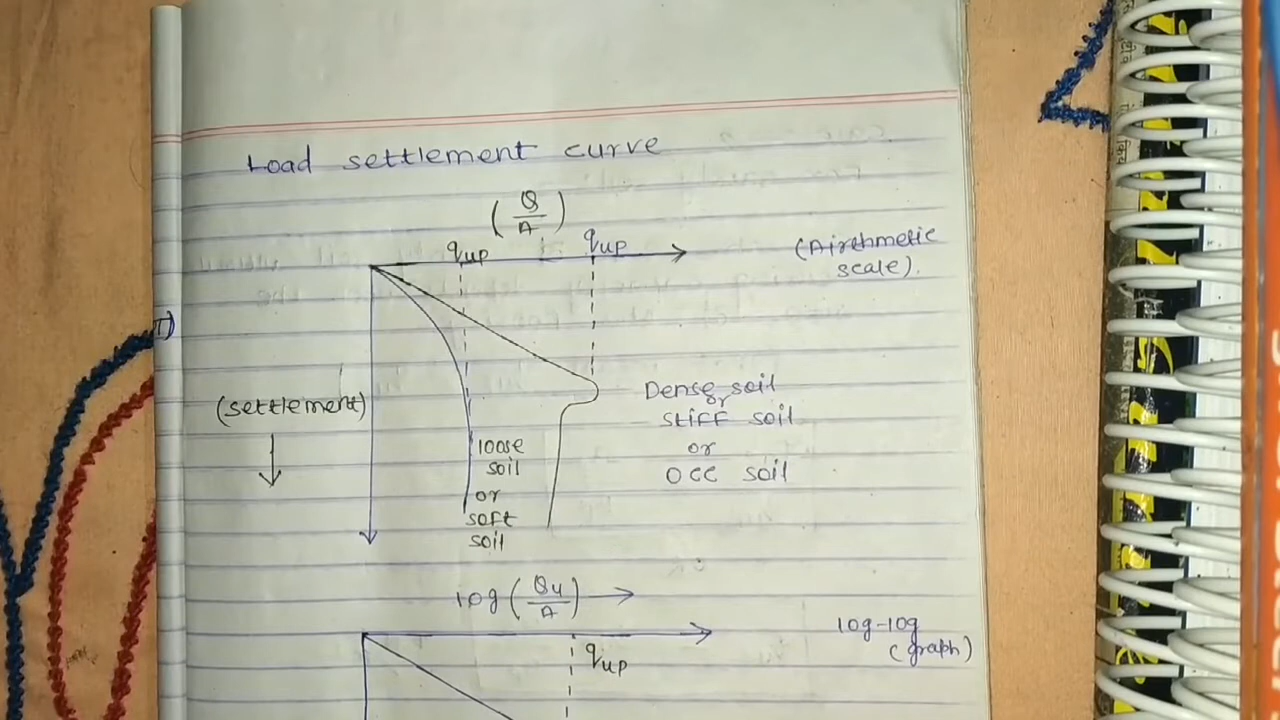 Load settlement curve
(Q/A)
qup qup
(Airthmetic
scale).
(settlement)
loose
soil
or
soft
soil
Dense soil
or
stiff soil
or
OCC soil
log (Qu/A)
log-log
(graph)
qup